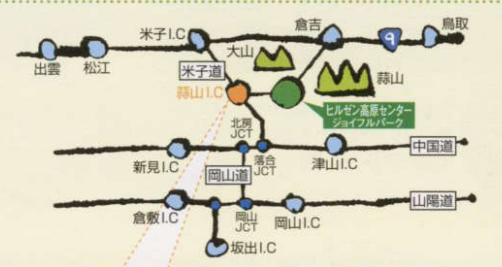 米子I.C
倉吉
9
鳥取
出雲
松江
大山
米子道
蒜山
蒜山I.C
ヒルゼン高原センター
ジョイフルパーク
北房
JCT
新見I.C
落合
JCT
津山I.C
中国道
岡山道
倉敷I.C
岡山
JCT
岡山I.C
山陽道
坂出I.C